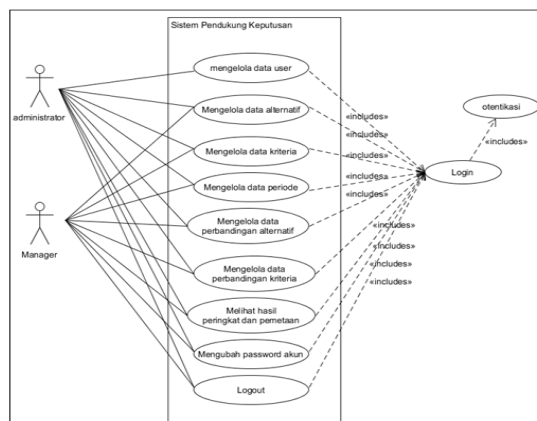 Sistem Pendukung Keputusan
mengelola data user
administrator
Mengelola data alternatif
otentikasi
«includes»
«includes»
«includes»
Mengelola data kriteria
«includes»
Login
«includes»
Mengelola data periode
«includes»
Manager
Mengelola data
perbandingan alternatif
«includes»
«includes»
Mengelola data
perbandingan kriteria
«includes»
«includes»
Melihat hasil
peringkat dan pemetaan
Mengubah password akun
Logout